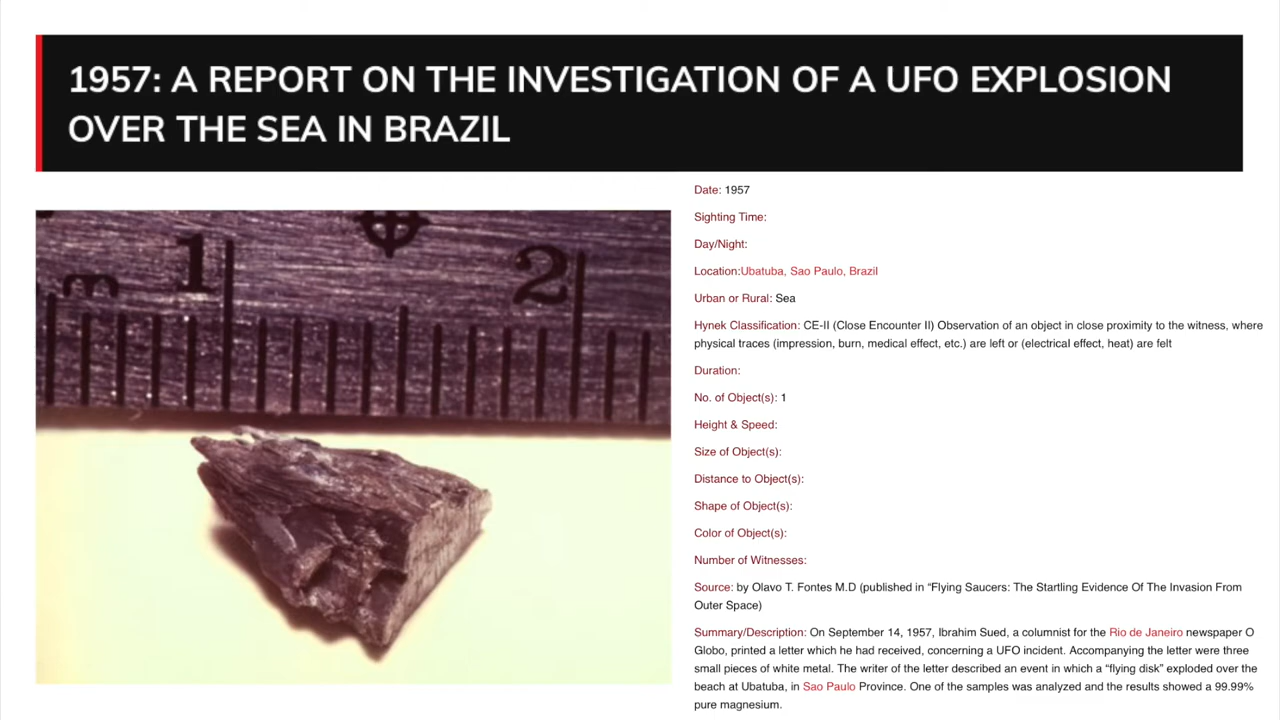 1957: A REPORT ON THE INVESTIGATION OF A UFO EXPLOSION
OVER THE SEA IN BRAZIL
m 1 2
Date: 1957
Sighting Time:
Day/Night:
Location:Ubatuba, Sao Paulo, Brazil
Urban or Rural: Sea
Hynek Classification: CE-II (Close Encounter II) Observation of an object in close proximity to the witness, where
physical traces (impression, burn, medical effect, etc.) are left or (electrical effect, heat) are felt
Duration:
No. of Object(s): 1
Height & Speed:
Size of Object(s):
Distance to Object(s):
Shape of Object(s):
Color of Object(s):
Number of Witnesses:
Source: by Olavo T. Fontes M.D (published in “Flying Saucers: The Startling Evidence Of The Invasion From
Outer Space)
Summary/Description: On September 14, 1957, Ibrahim Sued, a columnist for the Rio de Janeiro newspaper O
Globo, printed a letter which he had received, concerning a UFO incident. Accompanying the letter were three
small pieces of white metal. The writer of the letter described an event in which a “flying disk” exploded over the
beach at Ubatuba, in Sao Paulo Province. One of the samples was analyzed and the results showed a 99.99%
pure magnesium.